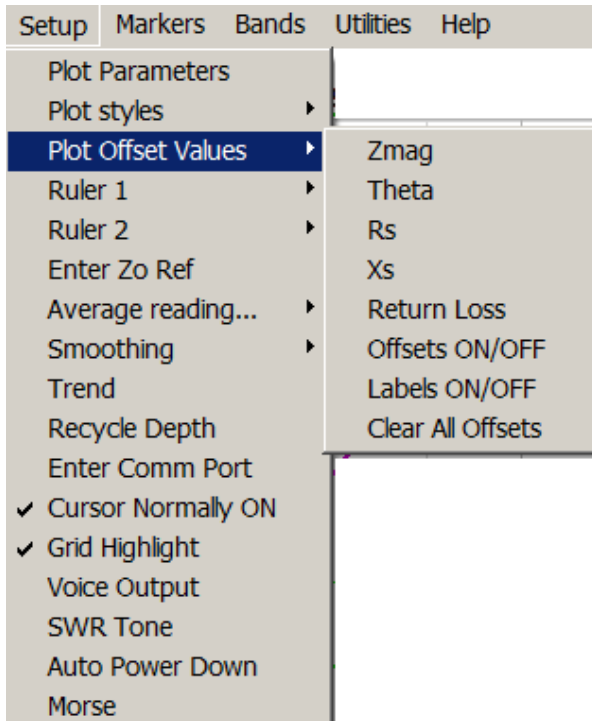 Setup Markers Bands Utilities Help
Plot Parameters
Plot styles
Plot Offset Values
Ruler 1
Ruler 2
Enter Zo Ref
Average reading...
Smoothing
Trend
Recycle Depth
Enter Comm Port
Cursor Normally ON
Grid Highlight
Voice Output
SWR Tone
Auto Power Down
Morse
Zmag
Theta
Rs
Xs
Return Loss
Offsets ON/OFF
Labels ON/OFF
Clear All Offsets